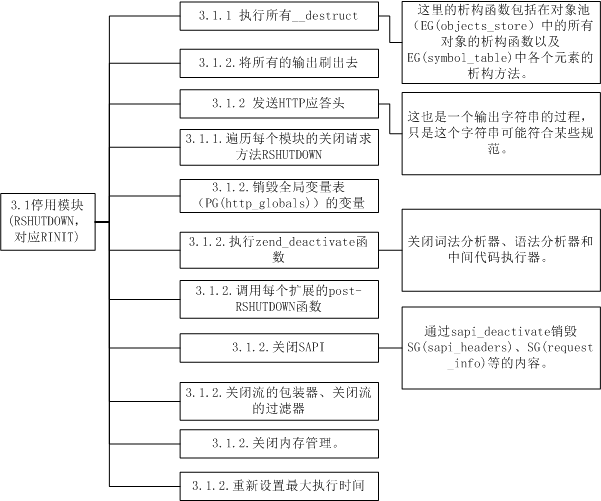 3.1停用模块
(RSHUTDOWN,
对应RINIT)
3.1.1 执行所有__destruct
这里的析构函数包括在对象池
（EG(objects_store）中的所有
对象的析构函数以及
EG(symbol_table)中各个元素的
析构方法。
3.1.2.将所有的输出刷出去
3.1.2 发送HTTP应答头
这也是一个输出字符串的过程，
只是这个字符串可能符合某些规
范。
3.1.1.遍历每个模块的关闭请求
方法RSHUTDOWN
3.1.2.销毁全局变量表
（PG(http_globals)）的变量
3.1.2.执行zend_deactivate函
数
关闭词法分析器、语法分析器和
中间代码执行器。
3.1.2.调用每个扩展的post-
RSHUTDOWN函数
3.1.2.关闭SAPI
通过sapi_deactivate销毁
SG(sapi_headers)、SG(request
_info)等的内容。
3.1.2.关闭流的包装器、关闭流
的过滤器
3.1.2.关闭内存管理。
3.1.2.重新设置最大执行时间